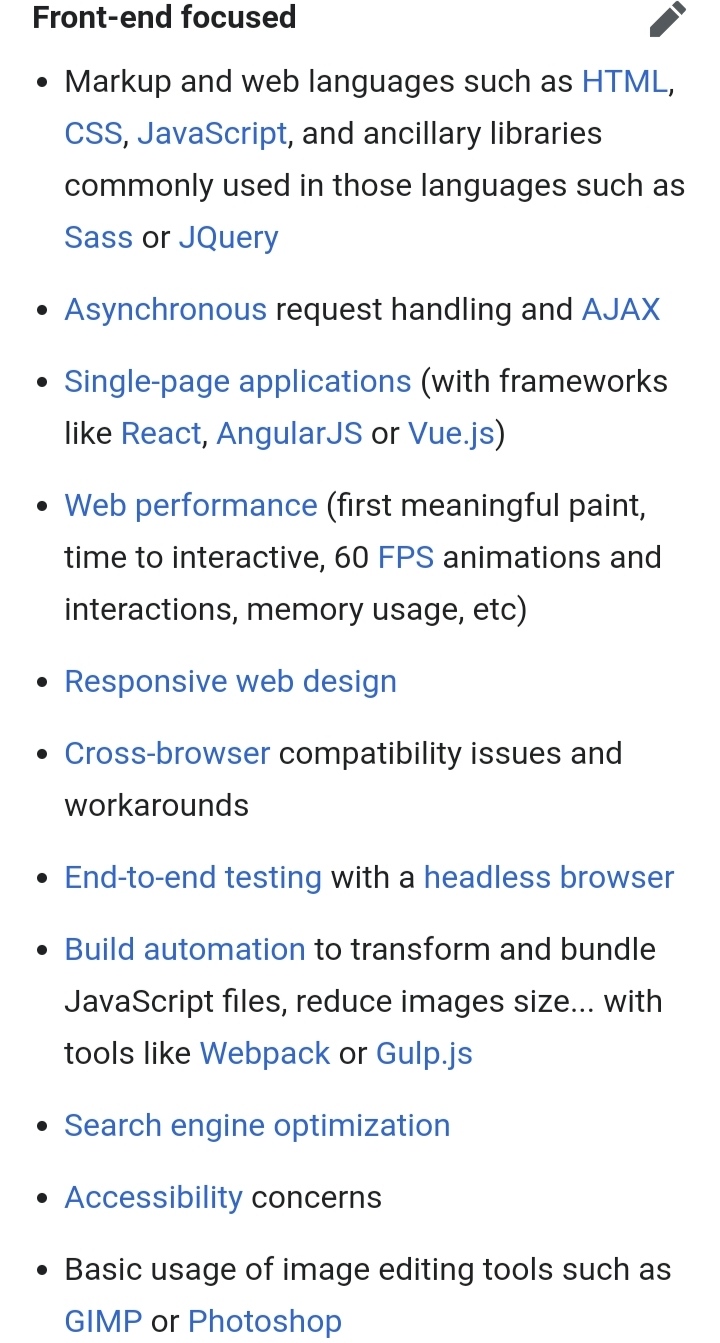 Front-end focused
• Markup and web languages such as HTML,
CSS, JavaScript, and ancillary libraries
commonly used in those languages such as
Sass or JQuery
• Asynchronous request handling and AJAX
• Single-page applications (with frameworks
like React, AngularJS or Vue.js)
• Web performance (first meaningful paint,
time to interactive, 60 FPS animations and
interactions, memory usage, etc)
• Responsive web design
• Cross-browser compatibility issues and
workarounds
• End-to-end testing with a headless browser
• Build automation to transform and bundle
JavaScript files, reduce images size... with
tools like Webpack or Gulp.js
• Search engine optimization
• Accessibility concerns
• Basic usage of image editing tools such as
GIMP or Photoshop